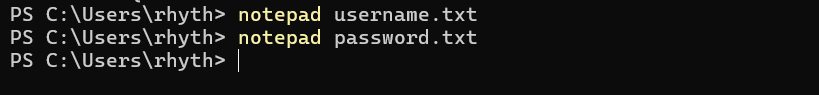 PS C:\Users\rhyth> notepad username.txt
PS C:\Users\rhyth> notepad password.txt
PS C:\Users\rhyth>